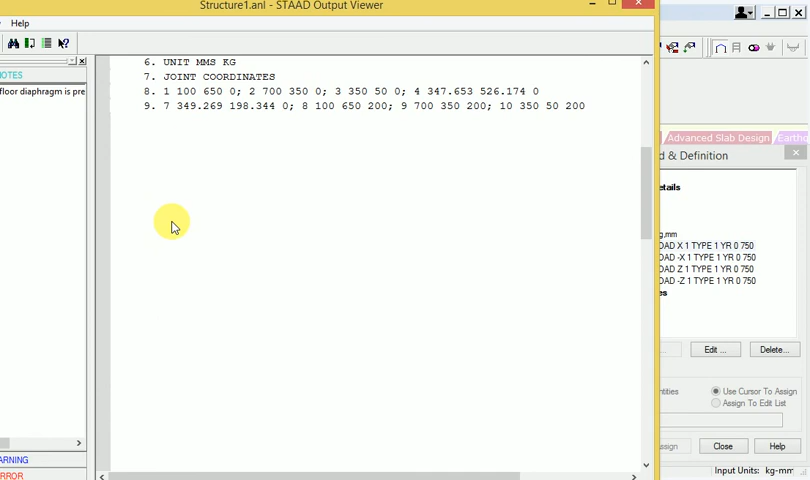 Structure1.anl - STAAD Output Viewer
Help
OTES
floor diaphragm is pre
6. UNIT MMS KG
7. JOINT COORDINATES
8. 1 100 650 0; 2 700 350 0; 3 350 50 0; 4 347.653 526.174 0
9. 7 349.269 198.344 0; 8 100 650 200; 9 700 350 200; 10 350 50 200
ARNING
RROR
Advanced Slab Design
Earthq
d & Definition
etails
g,mm
OAD X 1 TYPE 1 YR 0 750
OAD -X 1 TYPE 1 YR 0 750
OAD Z 1 TYPE 1 YR 0 750
OAD -Z 1 TYPE 1 YR 0 750
es
Edit ...
Delete...
ntities
Use Cursor To Assign
Assign To Edit List
ssign
Close
Help
Input Units: kg-mm